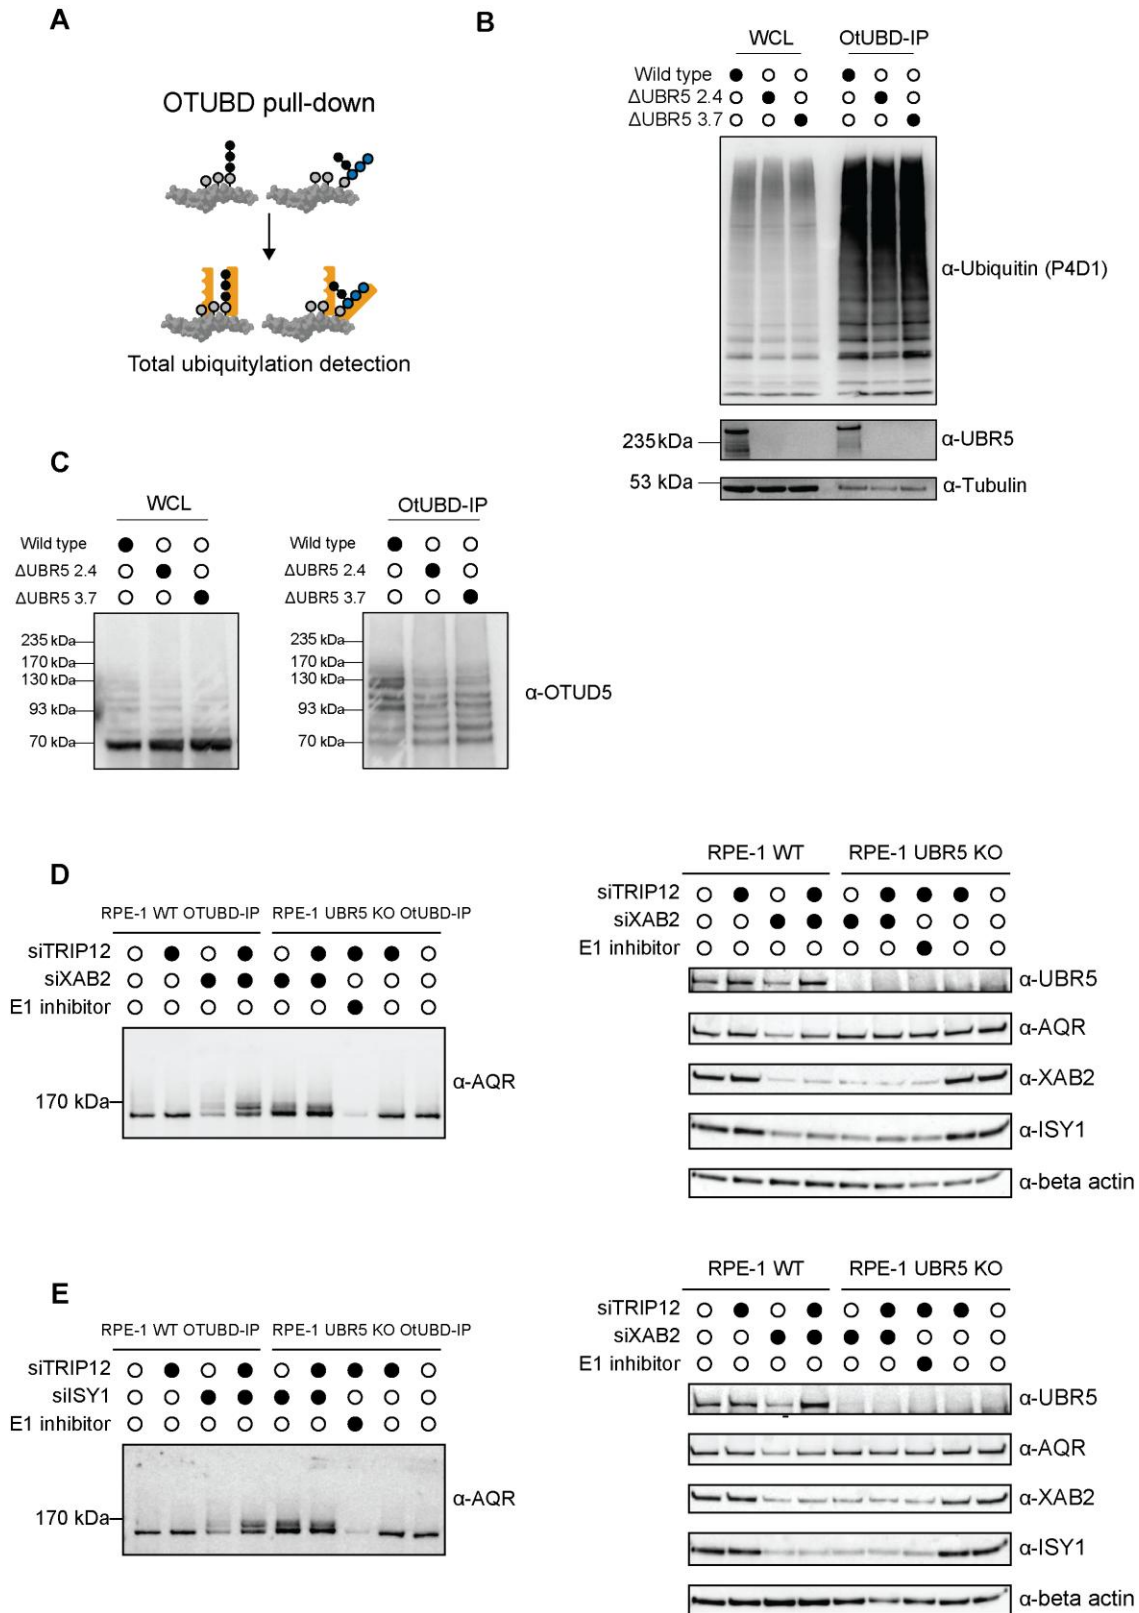 A
OTUBD pull-down
Total ubiquitylation detection
B
WCL OtUBD-IP
Wild type
ΔUBR5 2.4
ΔUBR5 3.7
α-Ubiquitin (P4D1)
235kDa
α-UBR5
53 kDa
α-Tubulin
C
WCL
Wild type
ΔUBR5 2.4
ΔUBR5 3.7
235 kDa
170 kDa
130 kDa
93 kDa
70 kDa
OtUBD-IP
Wild type
ΔUBR5 2.4
ΔUBR5 3.7
235 kDa
170 kDa
130 kDa
93 kDa
70 kDa
α-OTUD5
D
RPE-1 WT OTUBD-IP RPE-1 UBR5 KO OtUBD-IP
siTRIP12
siXAB2
E1 inhibitor
170 kDa
α-AQR
RPE-1 WT RPE-1 UBR5 KO
siTRIP12
siXAB2
E1 inhibitor
α-UBR5
α-AQR
α-XAB2
α-ISY1
α-beta actin
E
RPE-1 WT OTUBD-IP RPE-1 UBR5 KO OtUBD-IP
siTRIP12
siISY1
E1 inhibitor
170 kDa
α-AQR
RPE-1 WT RPE-1 UBR5 KO
siTRIP12
siXAB2
E1 inhibitor
α-UBR5
α-AQR
α-XAB2
α-ISY1
α-beta actin